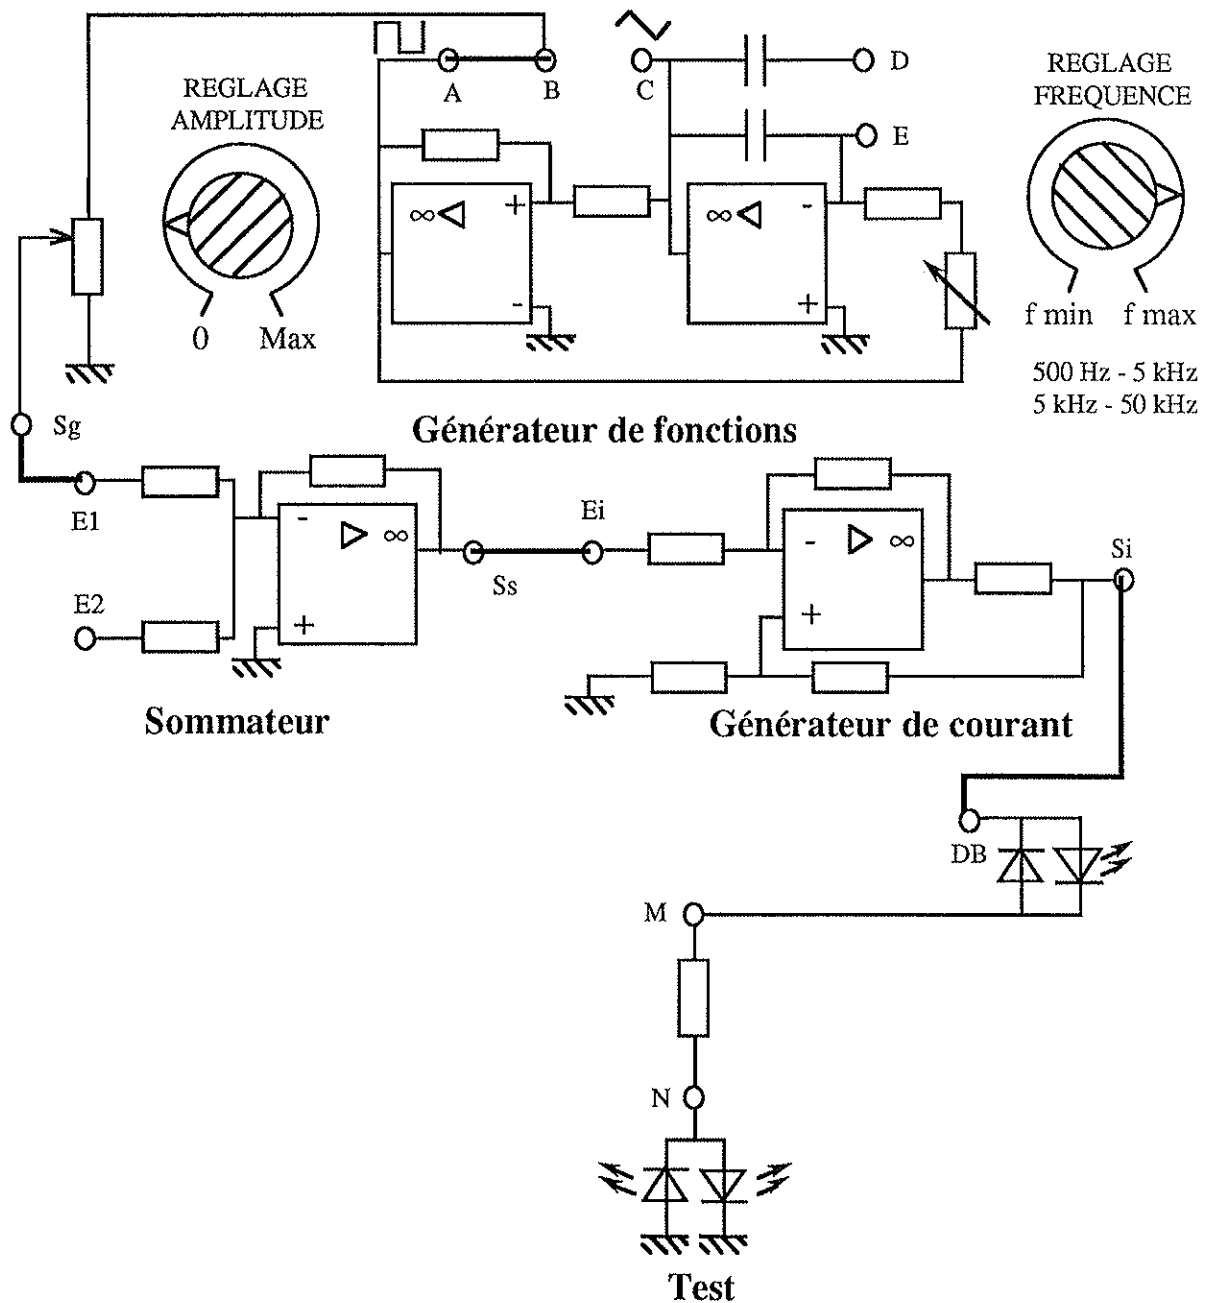 A
B
C
D
E
REGLAGE
AMPLITUDE
0
Max
REGLAGE
FREQUENCE
f min
f max
500 Hz - 5 kHz
5 kHz - 50 kHz
∞
+
-
∞
-
+
Générateur de fonctions
Sg
E1
E2
-
∞
+
Ss
Ei
-
∞
+
Si
Sommateur
Générateur de courant
DB
M
N
Test